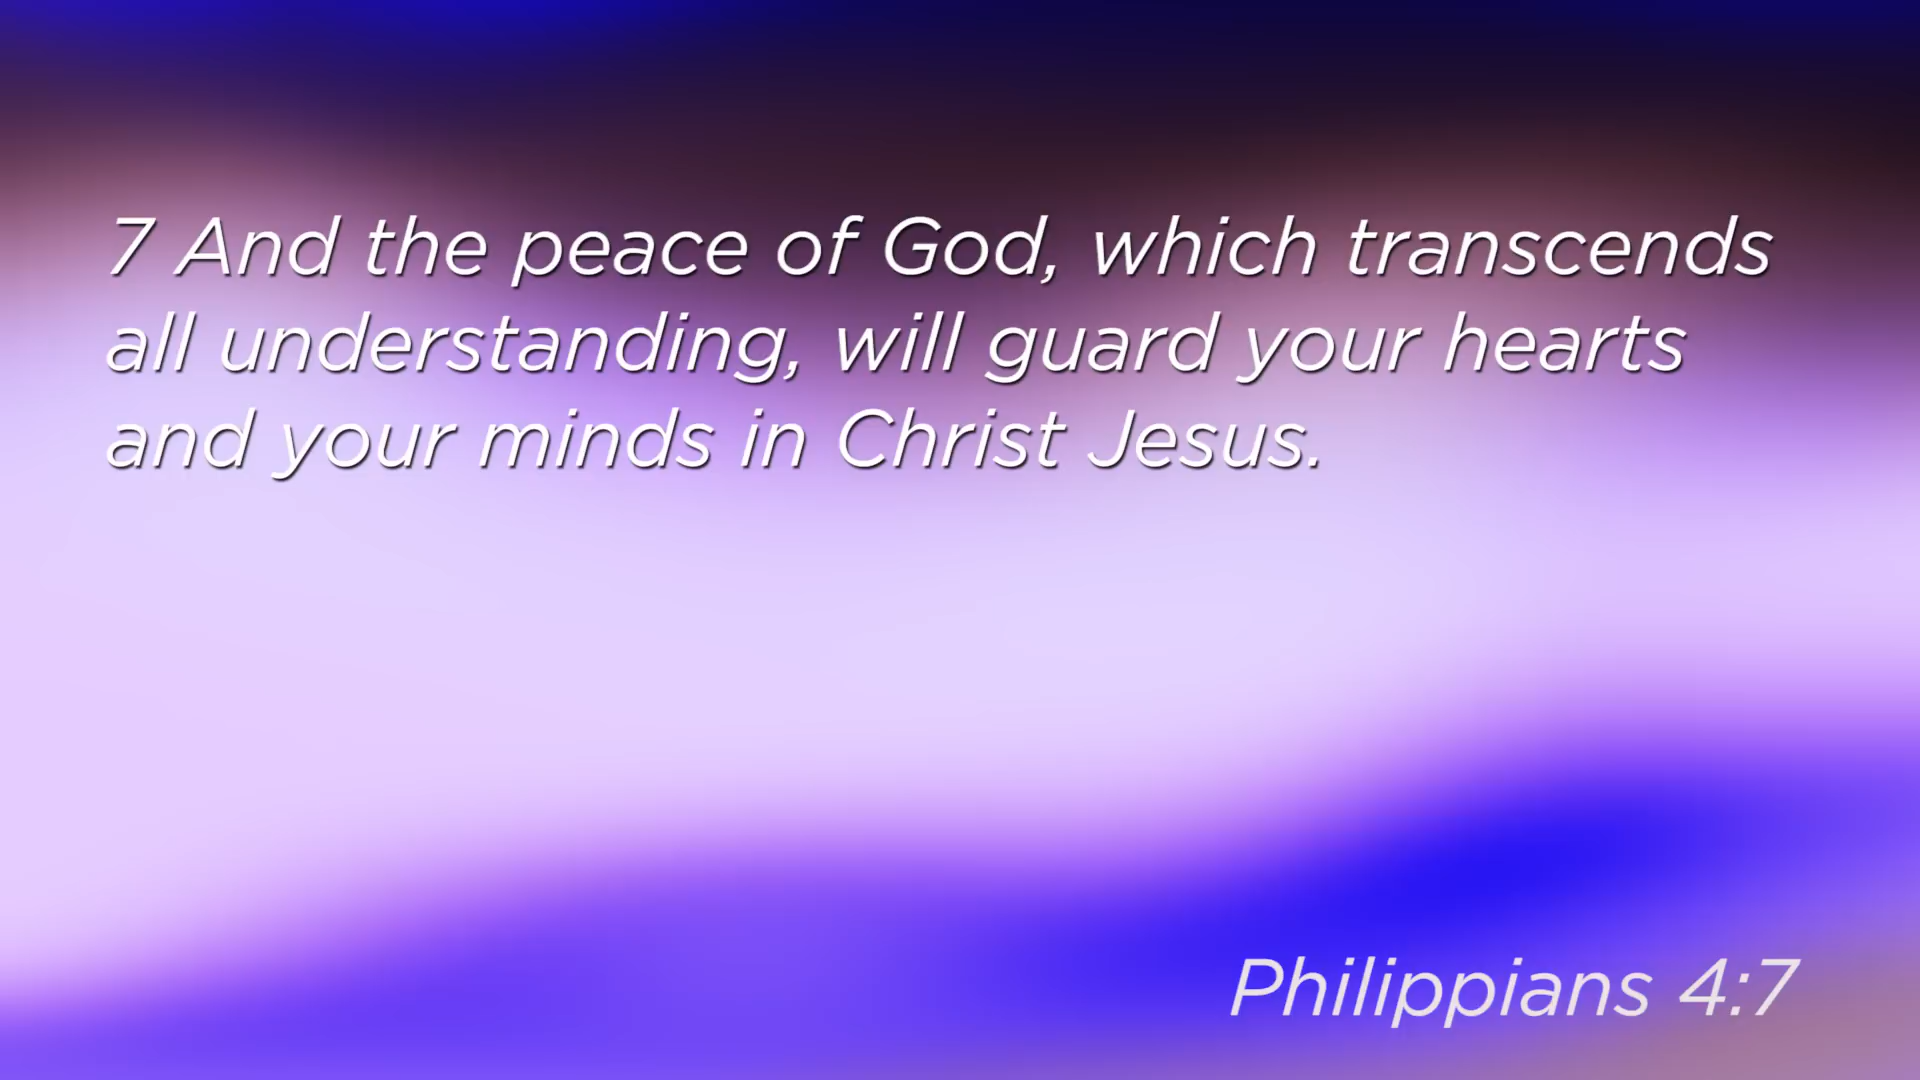 7 And the peace of God, which transcends
all understanding, will guard your hearts
and your minds in Christ Jesus.
Philippians 4:7